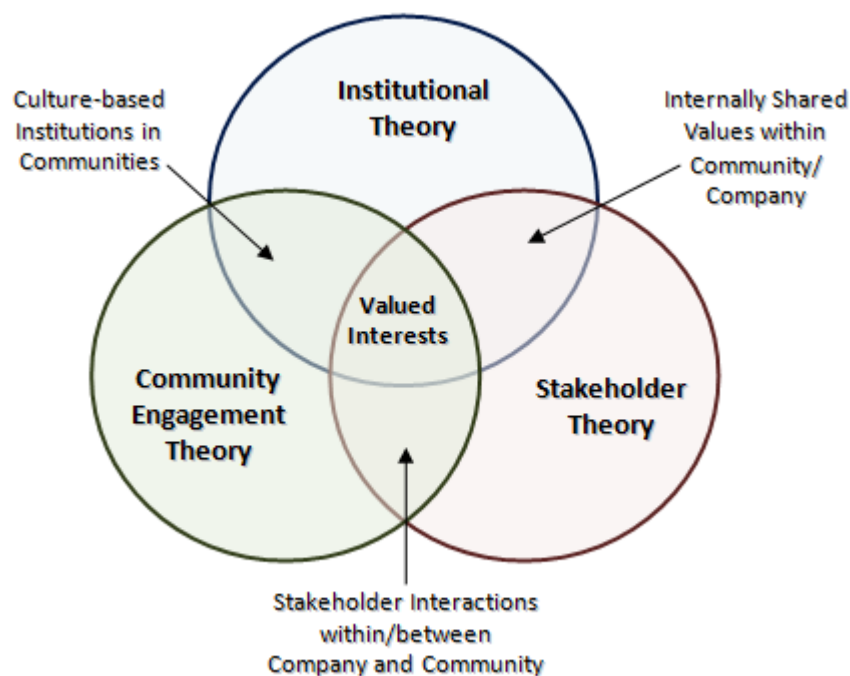 Institutional
Theory
Culture-based
Institutions in
Communities
Internally Shared
Values within
Community/
Company
Valued
Interests
Community
Engagement
Theory
Stakeholder
Theory
Stakeholder Interactions
within/between
Company and Community